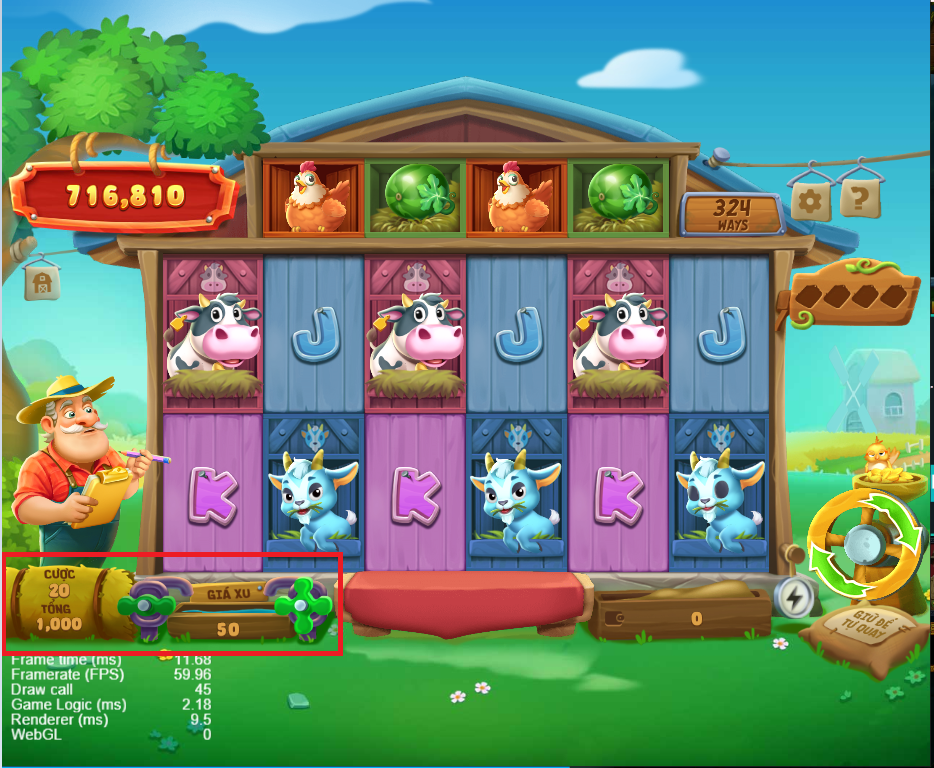 716,810
324
WAYS
?
J J J
K K K
CƯỢC
20
TỔNG
1,000
GIÁ XU
50
0
GIỮ ĐỂ
TỰ QUAY
Frame time (ms) 11.68
Framerate (FPS) 59.96
Draw call 45
Game Logic (ms) 2.18
Renderer (ms) 9.5
WebGL 0